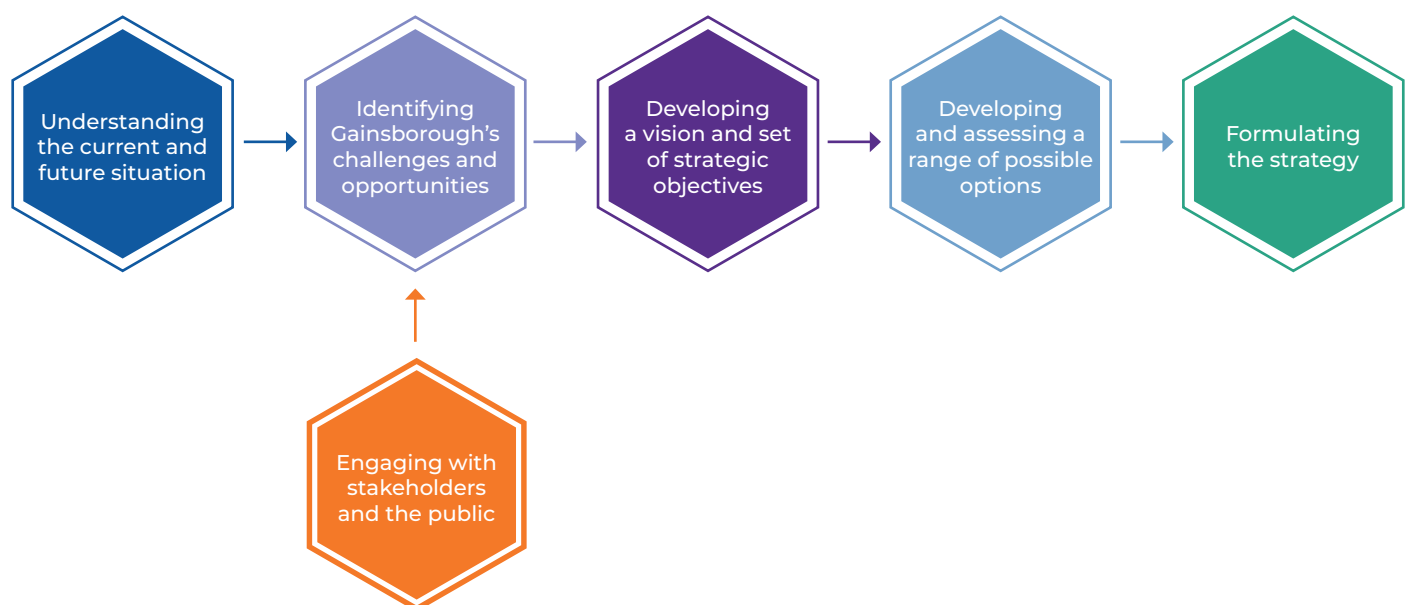 Understanding
the current and
future situation
Identifying
Gainsborough's
challenges and
opportunities
Developing
a vision and set
of strategic
objectives
Developing
and assessing a
range of possible
options
Formulating
the strategy
Engaging with
stakeholders
and the public